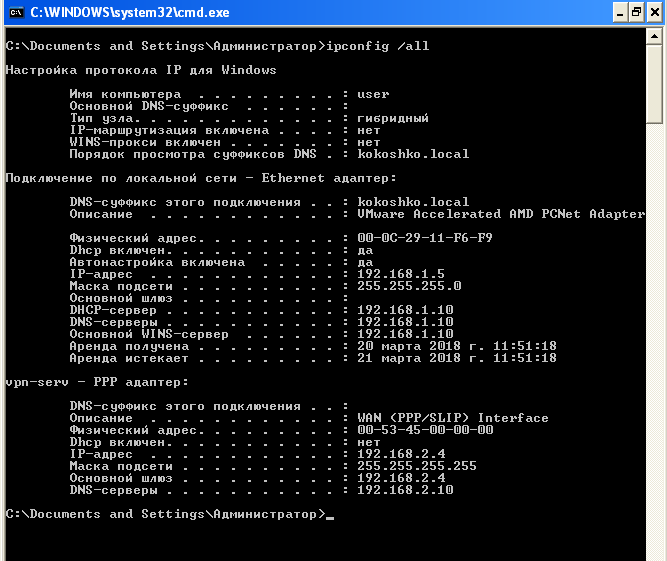 C:\WINDOWS\system32\cmd.exe
C:\Documents and Settings\Администратор>ipconfig /all
Настройка протокола IP для Windows
Имя компьютера . . . . . . . . . : user
Основной DNS-суффикс . . . . . . :
Тип узла. . . . . . . . . . . . . : гибридный
IP-маршрутизация включена . . . . : нет
WINS-прокси включен . . . . . . . : нет
Порядок просмотра суффиксов DNS . : kokoshko.local
Подключение по локальной сети - Ethernet адаптер:
DNS-суффикс этого подключения . . : kokoshko.local
Описание . . . . . . . . . . . . : VMware Accelerated AMD PCNet Adapter
Физический адрес. . . . . . . . . : 00-0C-29-11-F6-F9
Dhcp включен. . . . . . . . . . . : да
Автонастройка включена . . . . . : да
IP-адрес . . . . . . . . . . . . : 192.168.1.5
Маска подсети . . . . . . . . . . : 255.255.255.0
Основной шлюз . . . . . . . . . . :
DHCP-сервер . . . . . . . . . . . : 192.168.1.10
DNS-серверы . . . . . . . . . . . : 192.168.1.10
Основной WINS-сервер . . . . . . : 192.168.1.10
Аренда получена . . . . . . . . . : 20 марта 2018 г. 11:51:18
Аренда истекает . . . . . . . . . : 21 марта 2018 г. 11:51:18
vpn-serv - PPP адаптер:
DNS-суффикс этого подключения . . :
Описание . . . . . . . . . . . . : WAN (PPP/SLIP) Interface
Физический адрес. . . . . . . . . : 00-53-45-00-00-00
Dhcp включен. . . . . . . . . . . : нет
IP-адрес . . . . . . . . . . . . : 192.168.2.4
Маска подсети . . . . . . . . . . : 255.255.255.255
Основной шлюз . . . . . . . . . . : 192.168.2.4
DNS-серверы . . . . . . . . . . . : 192.168.2.10
C:\Documents and Settings\Администратор>_